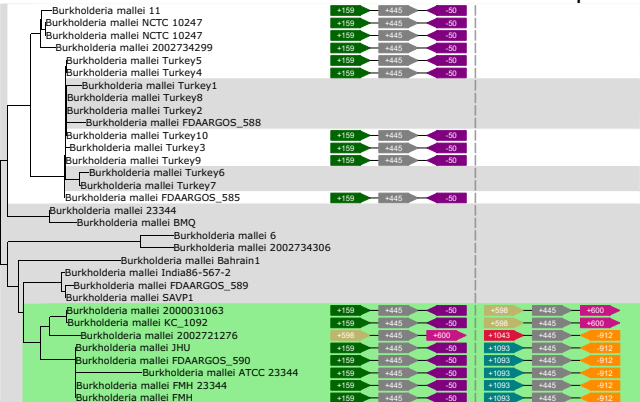 Burkholderia mallei 11 +159 +445 -50
Burkholderia mallei NCTC 10247 +159 +445 -50
Burkholderia mallei NCTC 10247 +159 +445 -50
Burkholderia mallei 2002734299 +159 +445 -50
Burkholderia mallei Turkey5 +159 +445 -50
Burkholderia mallei Turkey4 +159 +445 -50
Burkholderia mallei Turkey1
Burkholderia mallei Turkey8
Burkholderia mallei Turkey2
Burkholderia mallei FDAARGOS_588
Burkholderia mallei Turkey10 +159 +445 -50
Burkholderia mallei Turkey3 +159 +445 -50
Burkholderia mallei Turkey9 +159 +445 -50
Burkholderia mallei Turkey6
Burkholderia mallei Turkey7
Burkholderia mallei FDAARGOS_585 +159 +445 -50
Burkholderia mallei 23344
Burkholderia mallei BMQ
Burkholderia mallei 6
Burkholderia mallei 2002734306
Burkholderia mallei Bahrain1
Burkholderia mallei India86-567-2
Burkholderia mallei FDAARGOS_589
Burkholderia mallei SAVP1
Burkholderia mallei 2000031063 +159 +445 -50 +598 +445 +600
Burkholderia mallei KC_1092 +159 +445 -50 +598 +445 +600
Burkholderia mallei 2002721276 +598 +445 +600 +1043 +445 -912
Burkholderia mallei JHU +159 +445 -50 +1093 +445 -912
Burkholderia mallei FDAARGOS_590 +159 +445 -50 +1093 +445 -912
Burkholderia mallei ATCC 23344 +159 +445 -50 +1093 +445 -912
Burkholderia mallei FMH 23344 +159 +445 -50 +1093 +445 -912
Burkholderia mallei FMH +159 +445 -50 +1093 +445 -912